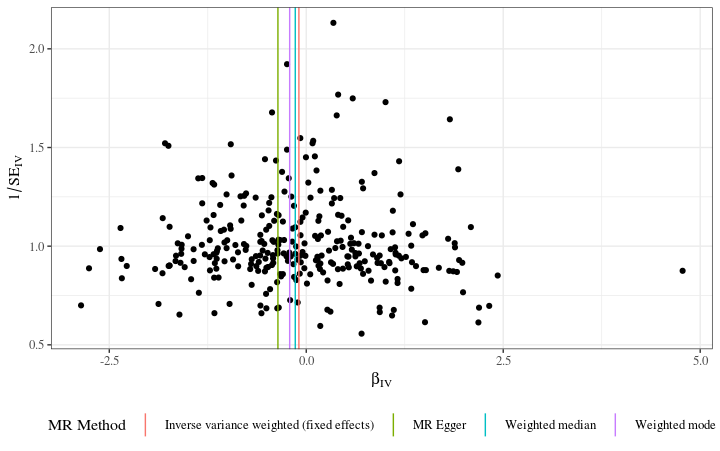 2.0
1.5
1.0
0.5
1/SE_IV
-2.5
0.0
2.5
5.0
β_IV
MR Method
Inverse variance weighted (fixed effects)
MR Egger
Weighted median
Weighted mode